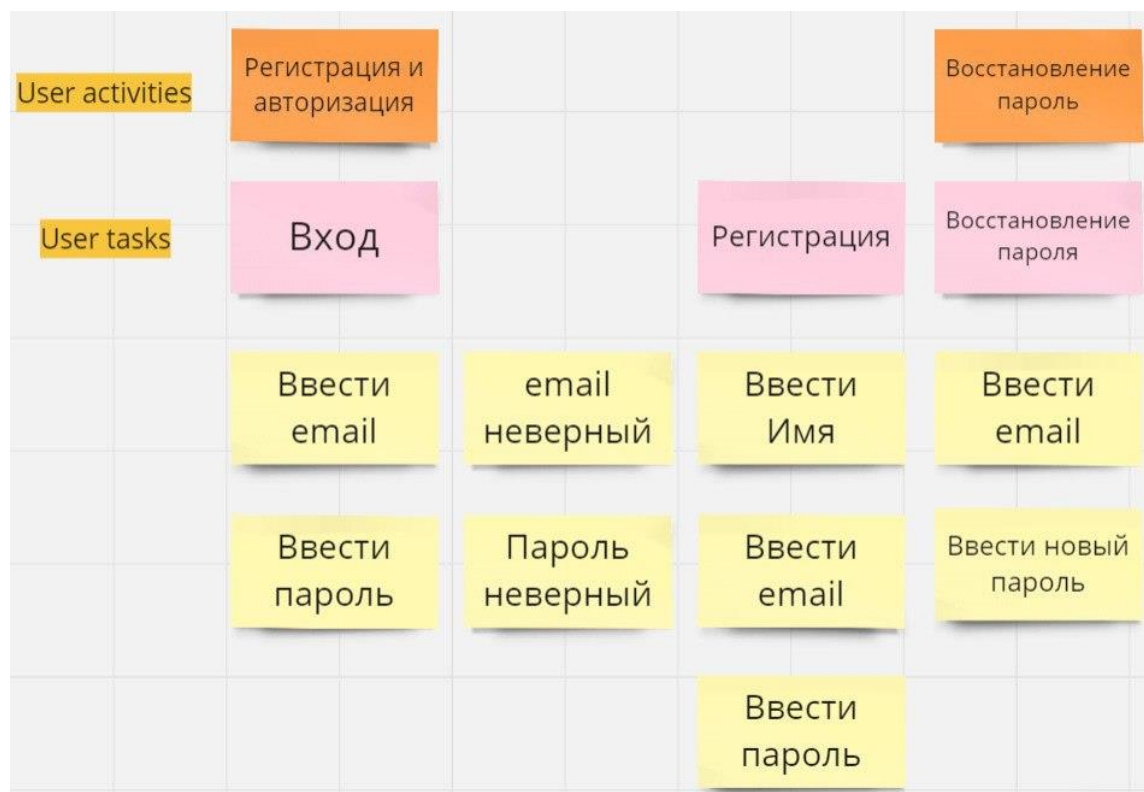 User activities
Регистрация и
авторизация
Восстановление
пароль
User tasks
Вход
Регистрация
Восстановление
пароля
Ввести
email
email
неверный
Ввести
Имя
Ввести
email
Ввести
пароль
Пароль
неверный
Ввести
email
Ввести новый
пароль
Ввести
пароль